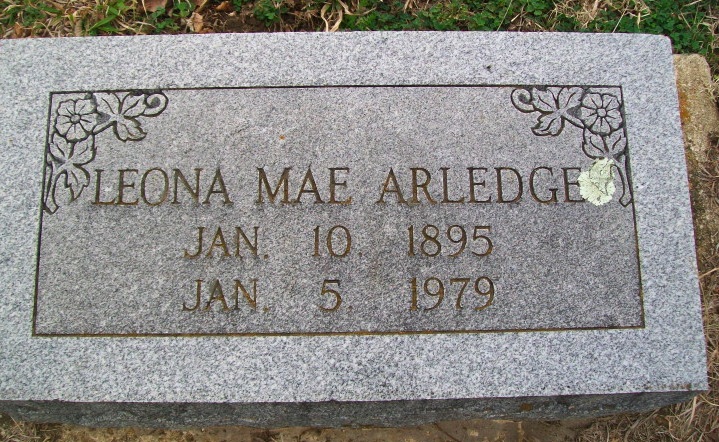 LEONA MAE ARLEDGE
JAN. 10. 1895
JAN. 5. 1979